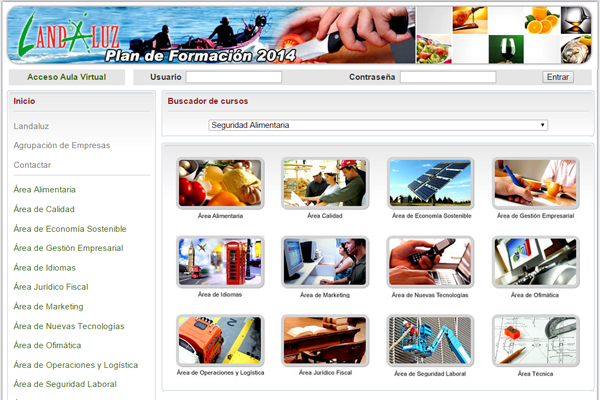 LANDALUZ
Plan de Formación 2014
Acceso Aula Virtual Usuario Contraseña Entrar
Inicio
Landaluz
Agrupación de Empresas
Contactar
Área Alimentaria
Área de Calidad
Área de Economía Sostenible
Área de Gestión Empresarial
Área de Idiomas
Área Jurídico Fiscal
Área de Marketing
Área de Nuevas Tecnologías
Área de Ofimática
Área de Operaciones y Logística
Área de Seguridad Laboral
Buscador de cursos
Seguridad Alimentaria
Área Alimentaria Área Calidad Área de Economía Sostenible Área de Gestión Empresarial
Área de Idiomas Área de Marketing Área de Nuevas Tecnologías Área de Ofimática
Área de Operaciones y Logística Área Jurídico Fiscal Área de Seguridad Laboral Área Técnica